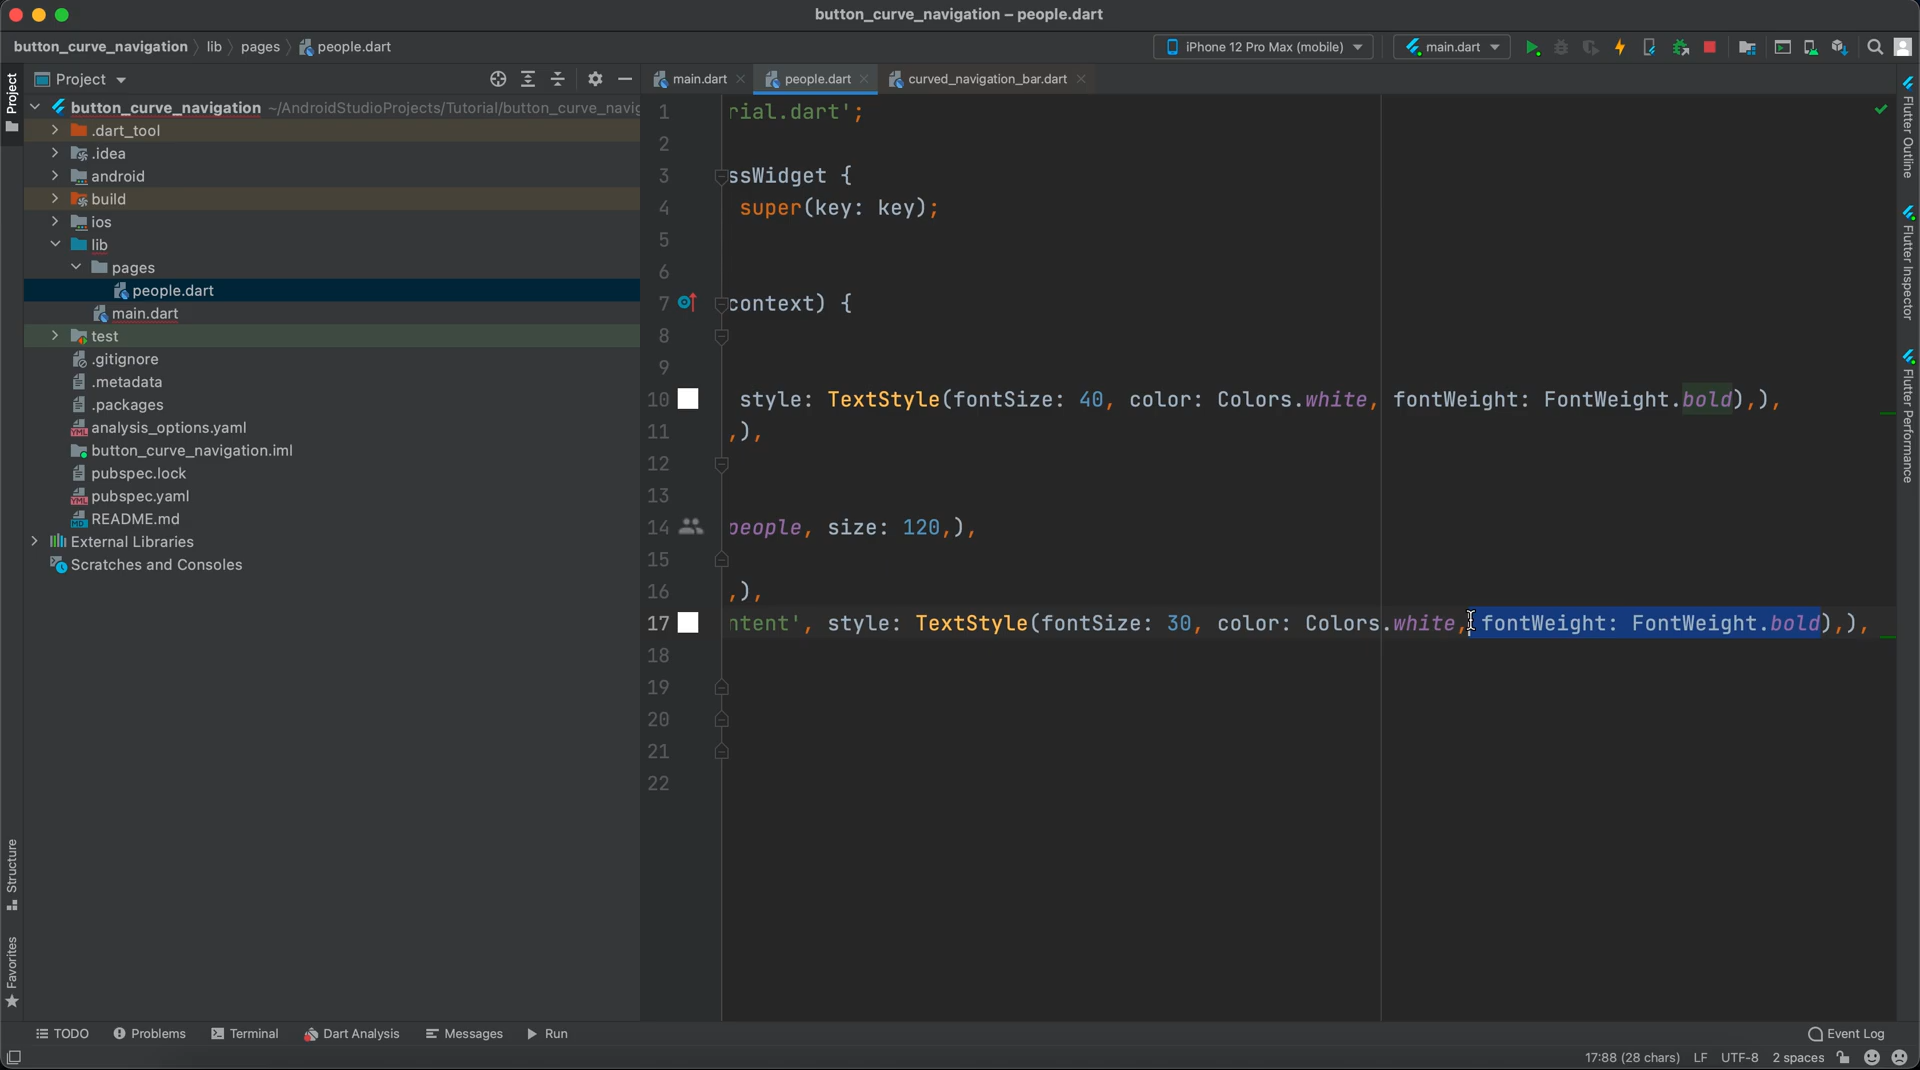 button_curve_navigation – people.dart
button_curve_navigation lib pages people.dart
iPhone 12 Pro Max (mobile) main.dart
Project
main.dart people.dart curved_navigation_bar.dart
button_curve_navigation ~/AndroidStudioProjects/Tutorial/button_curve_navig
.dart_tool
.idea
android
build
ios
lib
pages
people.dart
main.dart
test
.gitignore
.metadata
.packages
analysis_options.yaml
button_curve_navigation.iml
pubspec.lock
pubspec.yaml
README.md
External Libraries
Scratches and Consoles
1 rial.dart';
2
3 ssWidget {
4 super(key: key);
5
6
7 context) {
8
9
10 style: TextStyle(fontSize: 40, color: Colors.white, fontWeight: FontWeight.bold),),
11 ,),
12
13
14 people, size: 120,),
15
16 ,),
17 ntent', style: TextStyle(fontSize: 30, color: Colors.white, fontWeight: FontWeight.bold),),
18
19
20
21
22
Project
Structure
Favorites
Flutter Outline
Flutter Inspector
Flutter Performance
TODO Problems Terminal Dart Analysis Messages Run Event Log
17:88 (28 chars) LF UTF-8 2 spaces